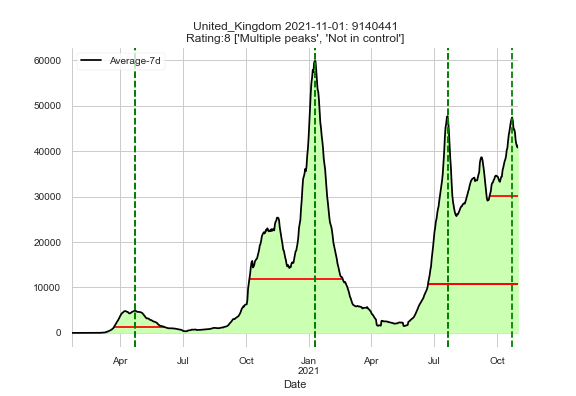 United_Kingdom 2021-11-01: 9140441
Rating:8 ['Multiple peaks', 'Not in control']
Average-7d
60000
50000
40000
30000
20000
10000
0
Apr Jul Oct Jan Apr Jul Oct
2021
Date